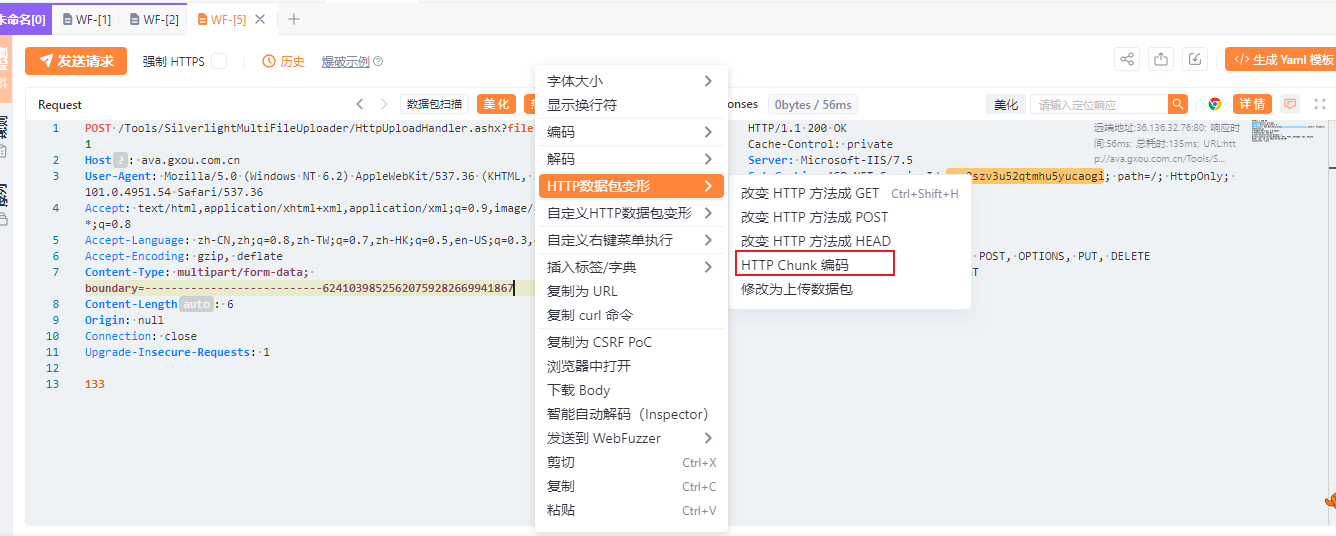 未命名[0] WF-[1] WF-[2] WF-[5]
发送请求 强制 HTTPS 历史 爆破示例 生成 Yaml 模板
Request 数据包扫描 美化 onses 0bytes / 56ms 美化 请输入定位响应 详情
1 POST /Tools/SilverlightMultiFileUploader/HttpUploadHandler.ashx?file
1
2 Host ? : ava.gxou.com.cn
3 User-Agent: Mozilla/5.0 (Windows NT 6.2) AppleWebKit/537.36 (KHTML,
101.0.4951.54 Safari/537.36
4 Accept: text/html,application/xhtml+xml,application/xml;q=0.9,image/
*;q=0.8
5 Accept-Language: zh-CN,zh;q=0.8,zh-TW;q=0.7,zh-HK;q=0.5,en-US;q=0.3,
6 Accept-Encoding: gzip, deflate
7 Content-Type: multipart/form-data;
boundary=---------------------------62410398525620759282669941867
8 Content-Length auto : 6
9 Origin: null
10 Connection: close
11 Upgrade-Insecure-Requests: 1
12
13 133
字体大小
显示换行符
编码
解码
HTTP数据包变形
自定义HTTP数据包变形
自定义右键菜单执行
插入标签/字典
复制为 URL
复制 curl 命令
复制为 CSRF PoC
浏览器中打开
下载 Body
智能自动解码（Inspector）
发送到 WebFuzzer
剪切 Ctrl+X
复制 Ctrl+C
粘贴 Ctrl+V
改变 HTTP 方法成 GET Ctrl+Shift+H
改变 HTTP 方法成 POST
改变 HTTP 方法成 HEAD
HTTP Chunk 编码
修改为上传数据包
HTTP/1.1 200 OK
Cache-Control: private
Server: Microsoft-IIS/7.5
szv3u52qtmhu5yucaogi; path=/; HttpOnly;
POST, OPTIONS, PUT, DELETE
T
远端地址:36.136.32.76:80; 响应时
间:56ms; 总耗时:135ms; URL:htt
p://ava.gxou.com.cn/Tools/S...